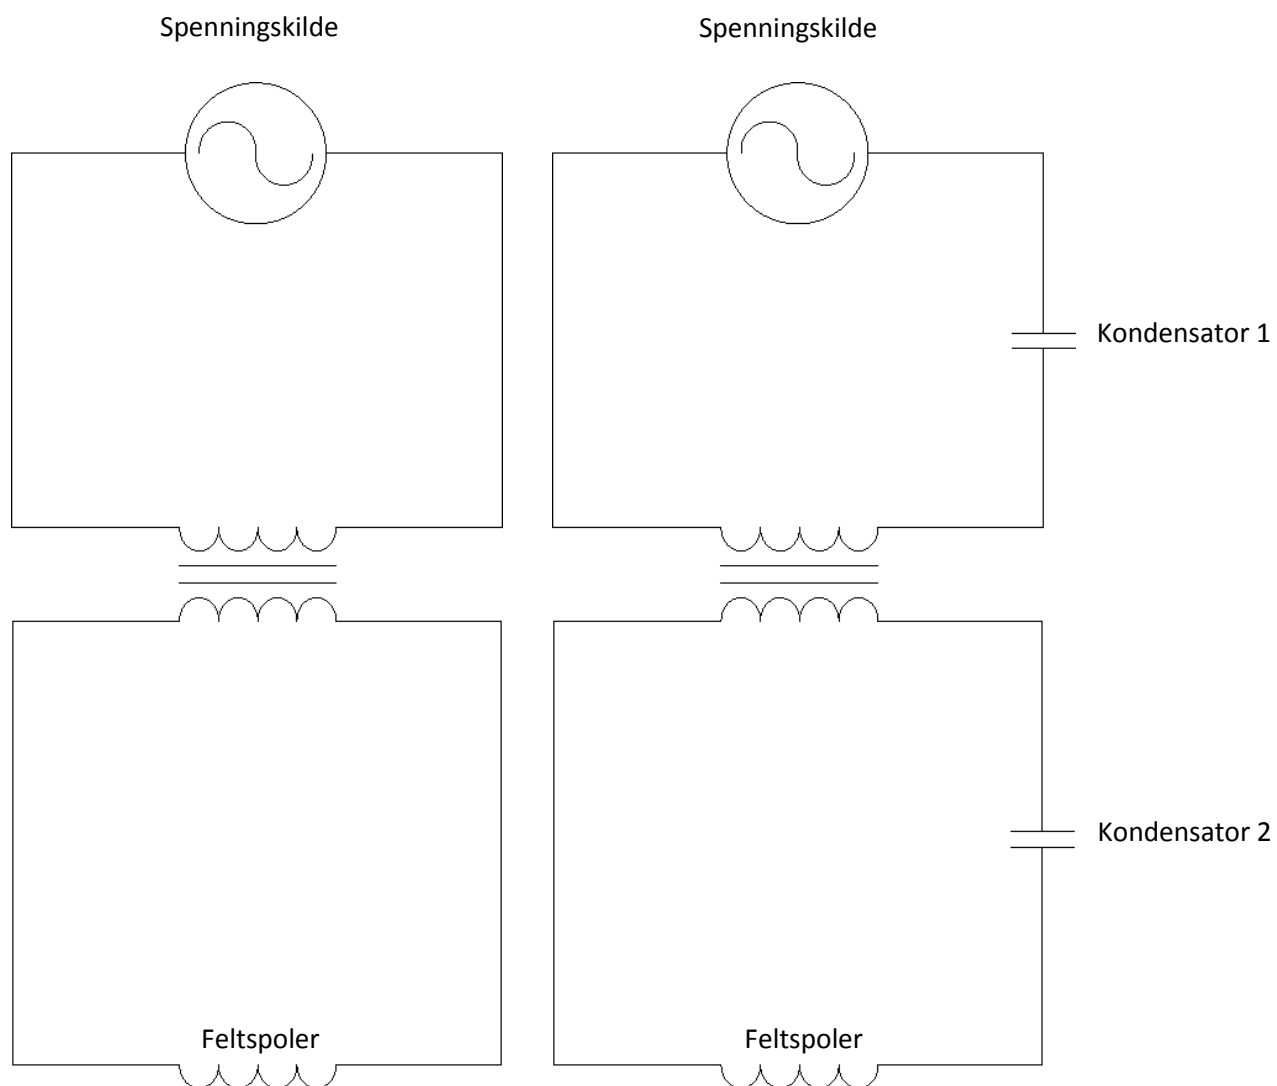 Spenningskilde
Spenningskilde
Kondensator 1
Kondensator 2
Feltspoler
Feltspoler